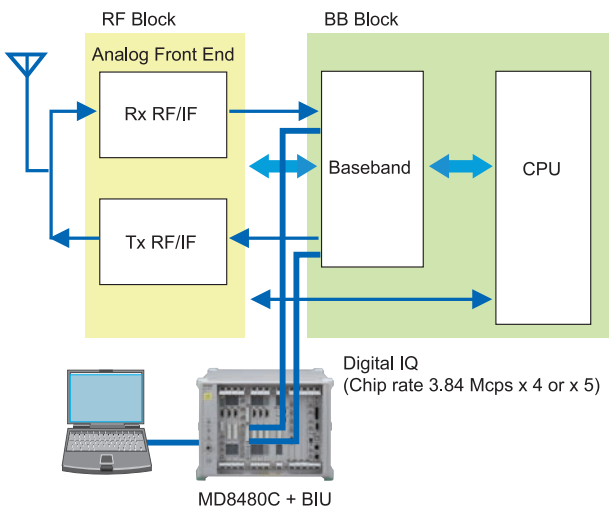 RF Block
BB Block
Analog Front End
Rx RF/IF
Baseband
CPU
Tx RF/IF
Digital IQ
(Chip rate 3.84 Mcps x 4 or x 5)
MD8480C + BIU